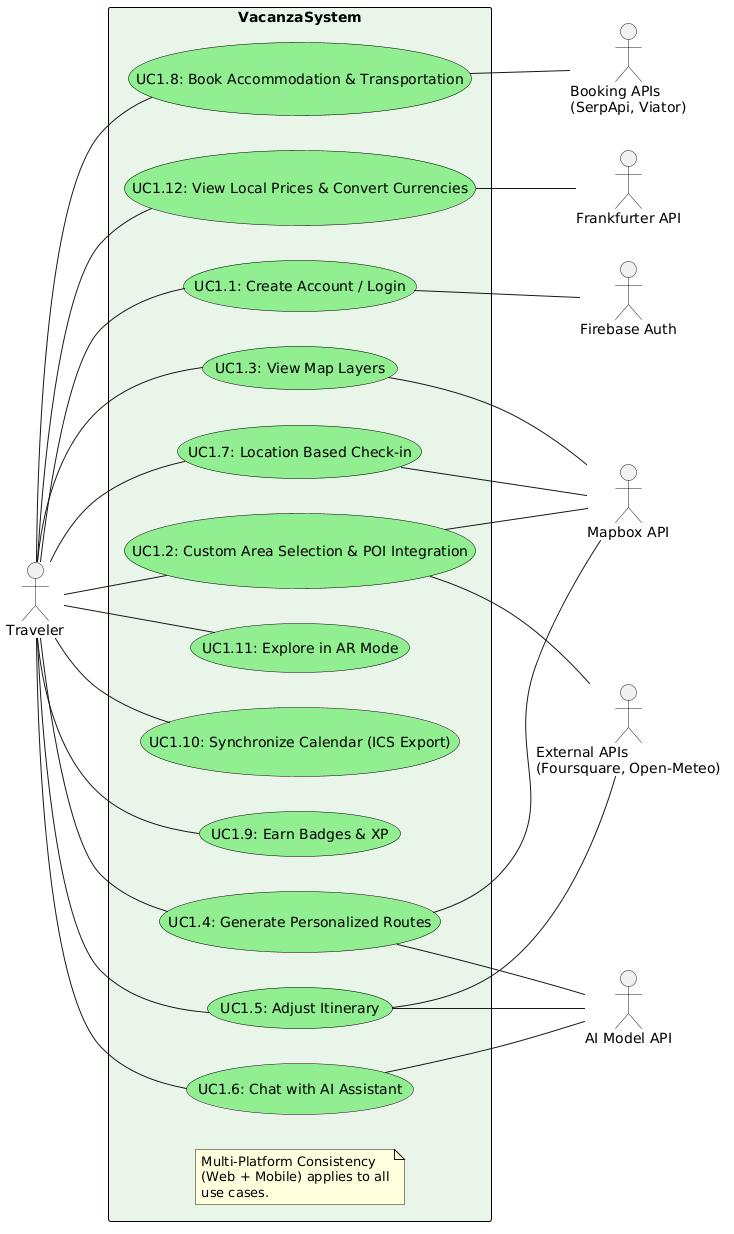 VacanzaSystem
UC1.8: Book Accommodation & Transportation
Booking APIs
(SerpApi, Viator)
UC1.12: View Local Prices & Convert Currencies
Frankfurter API
UC1.1: Create Account / Login
Firebase Auth
UC1.3: View Map Layers
UC1.7: Location Based Check-in
Mapbox API
UC1.2: Custom Area Selection & POI Integration
Traveler
UC1.11: Explore in AR Mode
UC1.10: Synchronize Calendar (ICS Export)
External APIs
(Foursquare, Open-Meteo)
UC1.9: Earn Badges & XP
UC1.4: Generate Personalized Routes
UC1.5: Adjust Itinerary
AI Model API
UC1.6: Chat with AI Assistant
Multi-Platform Consistency
(Web + Mobile) applies to all
use cases.